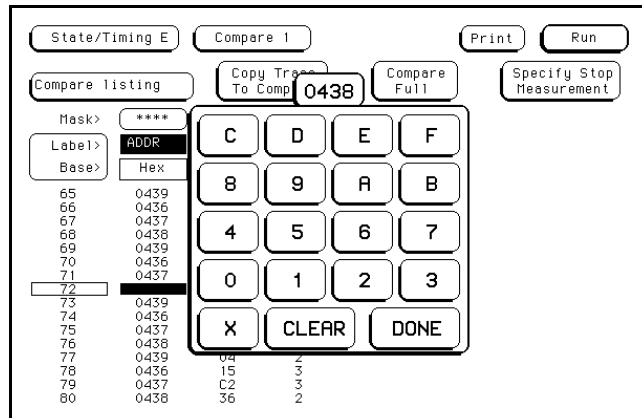 State/Timing E Compare 1 Print Run
Compare listing Copy To Comp Compare Full Specify Stop Measurement
0438
Mask> ****
Label> ADDR
Base> Hex
C D E F
8 9 A B
4 5 6 7
0 1 2 3
X CLEAR DONE
65 0439
66 0436
67 0437
68 0438
69 0439
70 0436
71 0437
72
73 0439
74 0436
75 0437
76 0438
77 0439 04 2
78 0436 15 3
79 0437 C2 3
80 0438 36 2